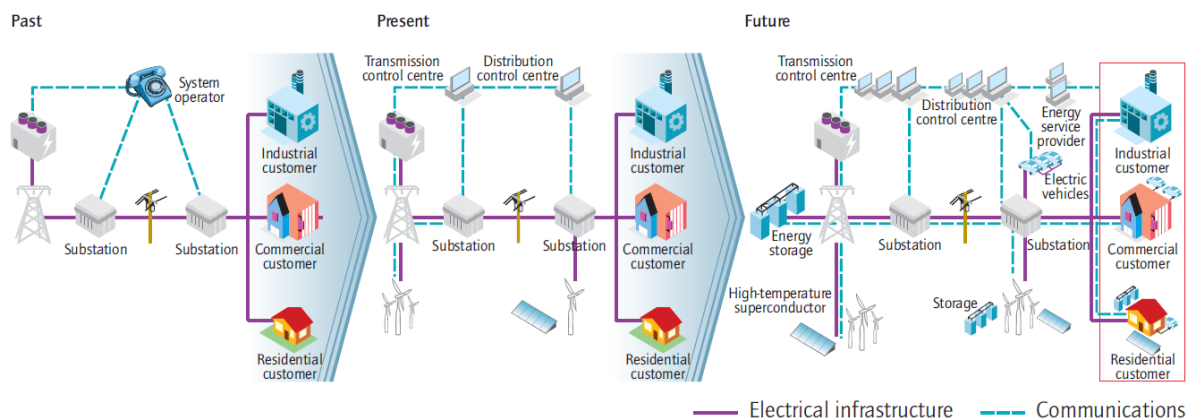 Past
System
operator
Industrial
customer
Substation
Substation
Commercial
customer
Residential
customer
Present
Transmission
control centre
Distribution
control centre
Industrial
customer
Substation
Substation
Commercial
customer
Residential
customer
Future
Transmission
control centre
Distribution
control centre
Energy
service
provider
Industrial
customer
Electric
vehicles
Energy
storage
Substation
Substation
Commercial
customer
High-temperature
superconductor
Storage
Residential
customer
Electrical infrastructure
Communications